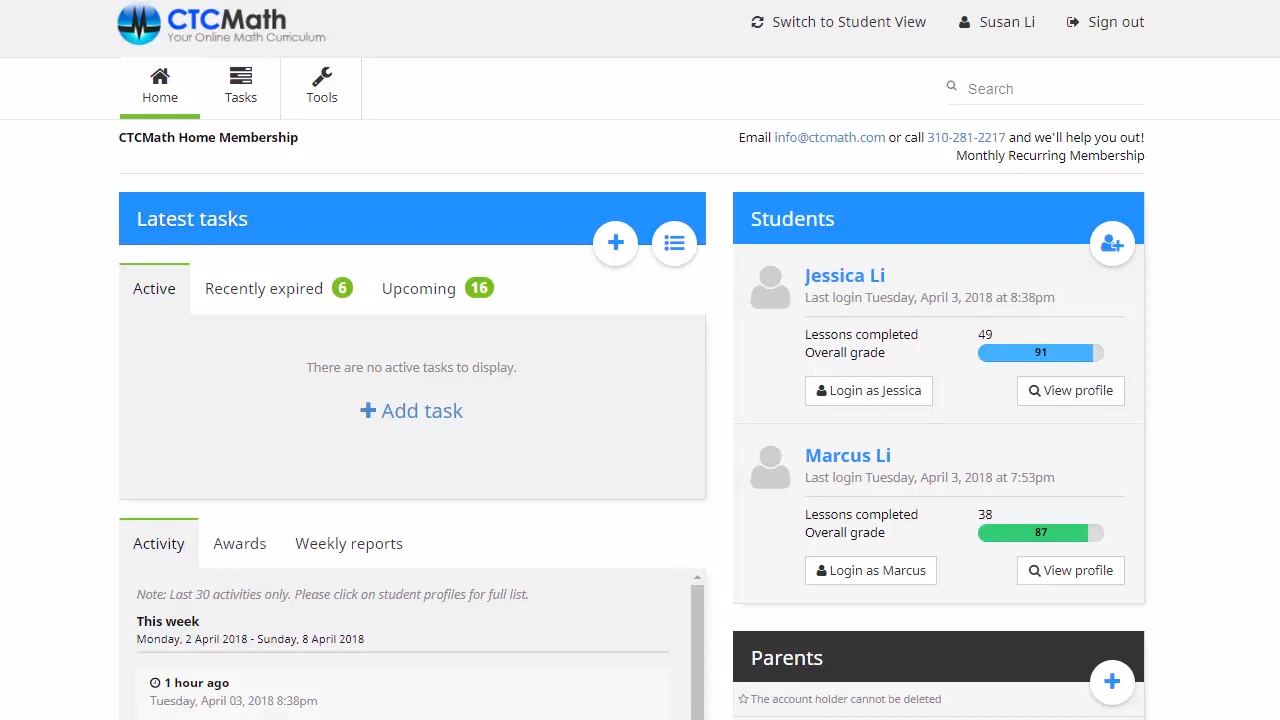 CTCMath
Your Online Math Curriculum
Switch to Student View
Susan Li
Sign out
Home
Tasks
Tools
Search
CTCMath Home Membership
Email info@ctcmath.com or call 310-281-2217 and we'll help you out!
Monthly Recurring Membership
Latest tasks
Active
Recently expired 6
Upcoming 16
There are no active tasks to display.
Add task
Activity
Awards
Weekly reports
Note: Last 30 activities only. Please click on student profiles for full list.
This week
Monday, 2 April 2018 - Sunday, 8 April 2018
1 hour ago
Tuesday, April 03, 2018 8:38pm
Students
Jessica Li
Last login Tuesday, April 3, 2018 at 8:38pm
Lessons completed 49
Overall grade 91
Login as Jessica
View profile
Marcus Li
Last login Tuesday, April 3, 2018 at 7:53pm
Lessons completed 38
Overall grade 87
Login as Marcus
View profile
Parents
The account holder cannot be deleted